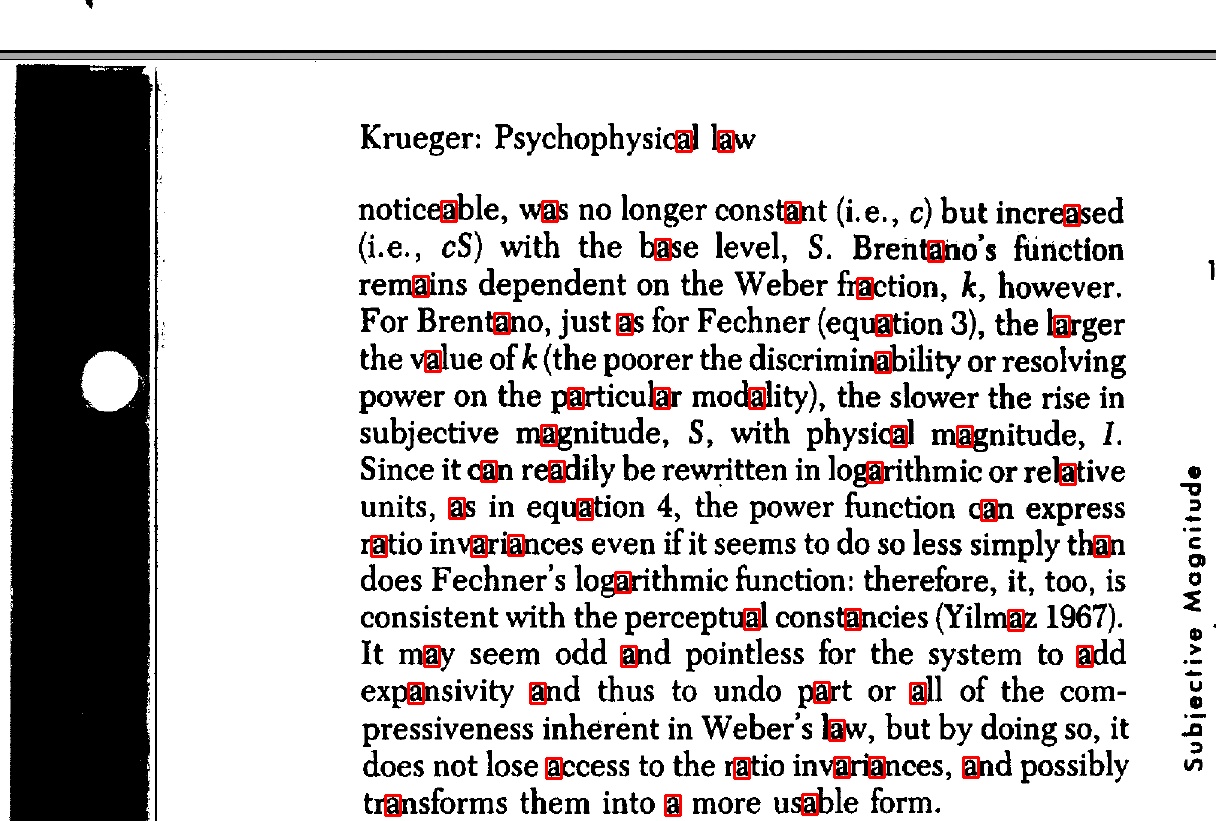 Krueger: Psychophysical law
noticeable, was no longer constant (i.e., c) but increased
(i.e., cS) with the base level, S. Brentano's function
remains dependent on the Weber fraction, k, however.
For Brentano, just as for Fechner (equation 3), the larger
the value of k (the poorer the discriminability or resolving
power on the particular modality), the slower the rise in
subjective magnitude, S, with physical magnitude, I.
Since it can readily be rewritten in logarithmic or relative
units, as in equation 4, the power function can express
ratio invariances even if it seems to do so less simply than
does Fechner's logarithmic function: therefore, it, too, is
consistent with the perceptual constancies (Yilmaz 1967).
It may seem odd and pointless for the system to add
expansivity and thus to undo part or all of the com-
pressiveness inherent in Weber's law, but by doing so, it
does not lose access to the ratio invariances, and possibly
transforms them into a more usable form.
Subjective Magnitude